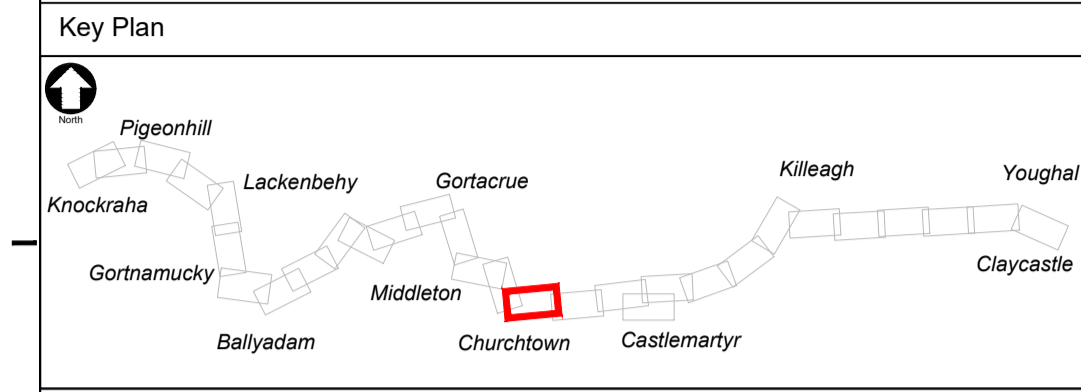 Key Plan
North
Pigeonhill
Knockraha
Lackenbehy
Gortnamucky
Ballyadam
Gortacrue
Middleton
Churchtown
Castlemartyr
Killeagh
Youghal
Claycastle